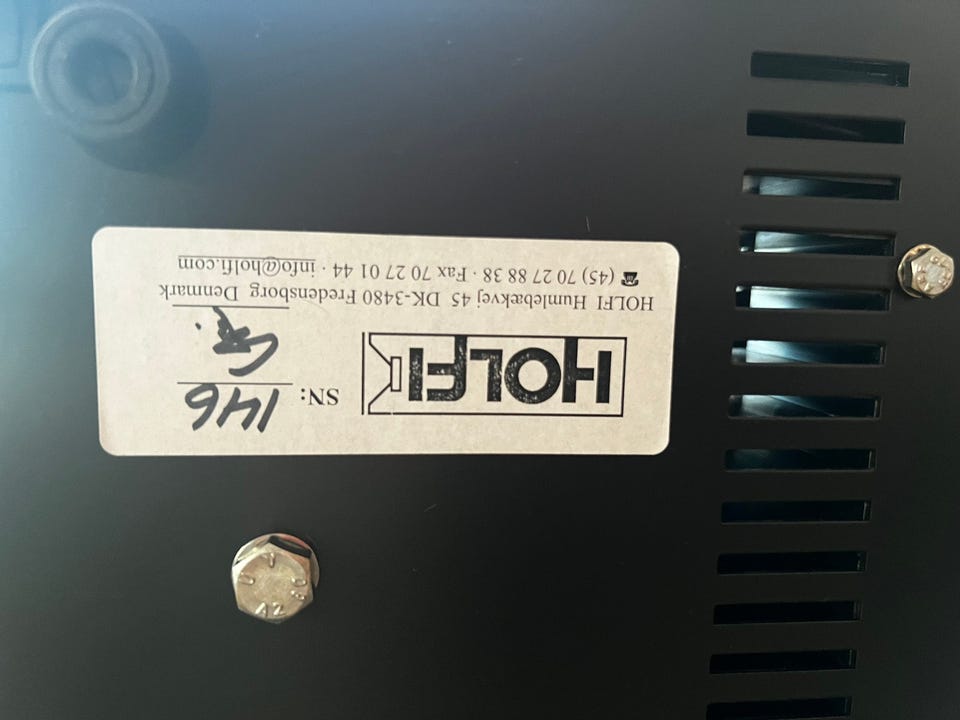 HOLFI
SN: 146
HOLFI Humlebækvej 45 DK-3480 Fredensborg Denmark
☎ (45) 70 27 88 38 · Fax 70 27 01 44 · info@holfi.com